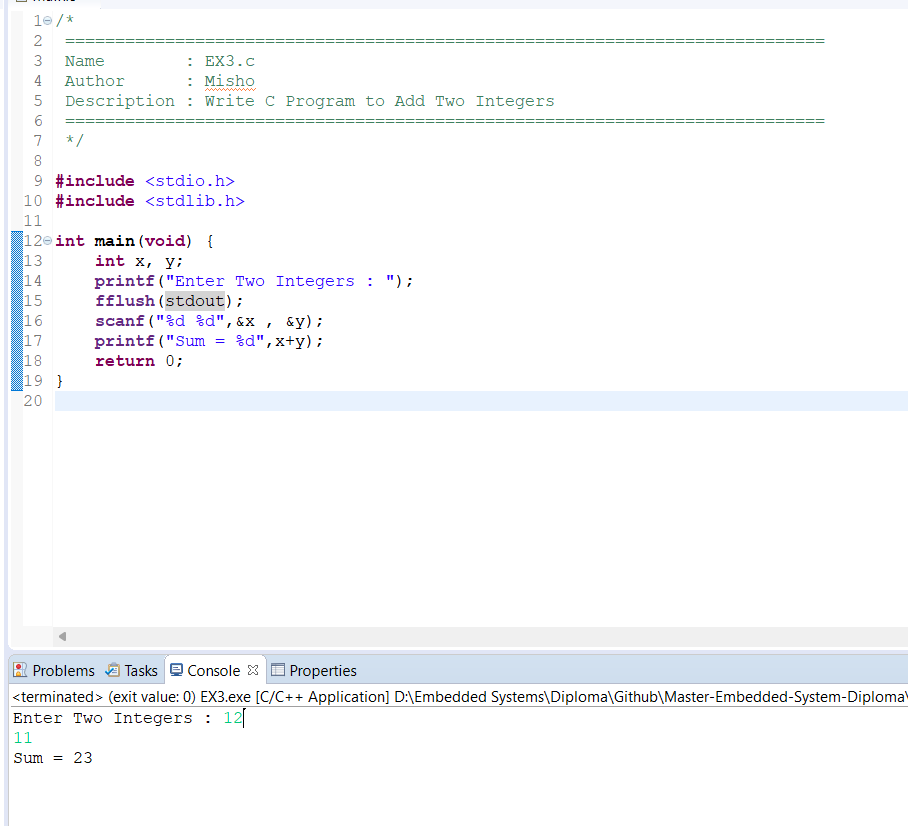 1 /*
2 ============================================================================
3 Name        : EX3.c
4 Author      : Misho
5 Description : Write C Program to Add Two Integers
6 ============================================================================
7 */
8
9 #include <stdio.h>
10 #include <stdlib.h>
11
12 int main(void) {
13     int x, y;
14     printf("Enter Two Integers : ");
15     fflush(stdout);
16     scanf("%d %d",&x , &y);
17     printf("Sum = %d",x+y);
18     return 0;
19 }
20
Problems Tasks Console Properties
<terminated> (exit value: 0) EX3.exe [C/C++ Application] D:\Embedded Systems\Diploma\Github\Master-Embedded-System-Diploma\
Enter Two Integers : 12
11
Sum = 23